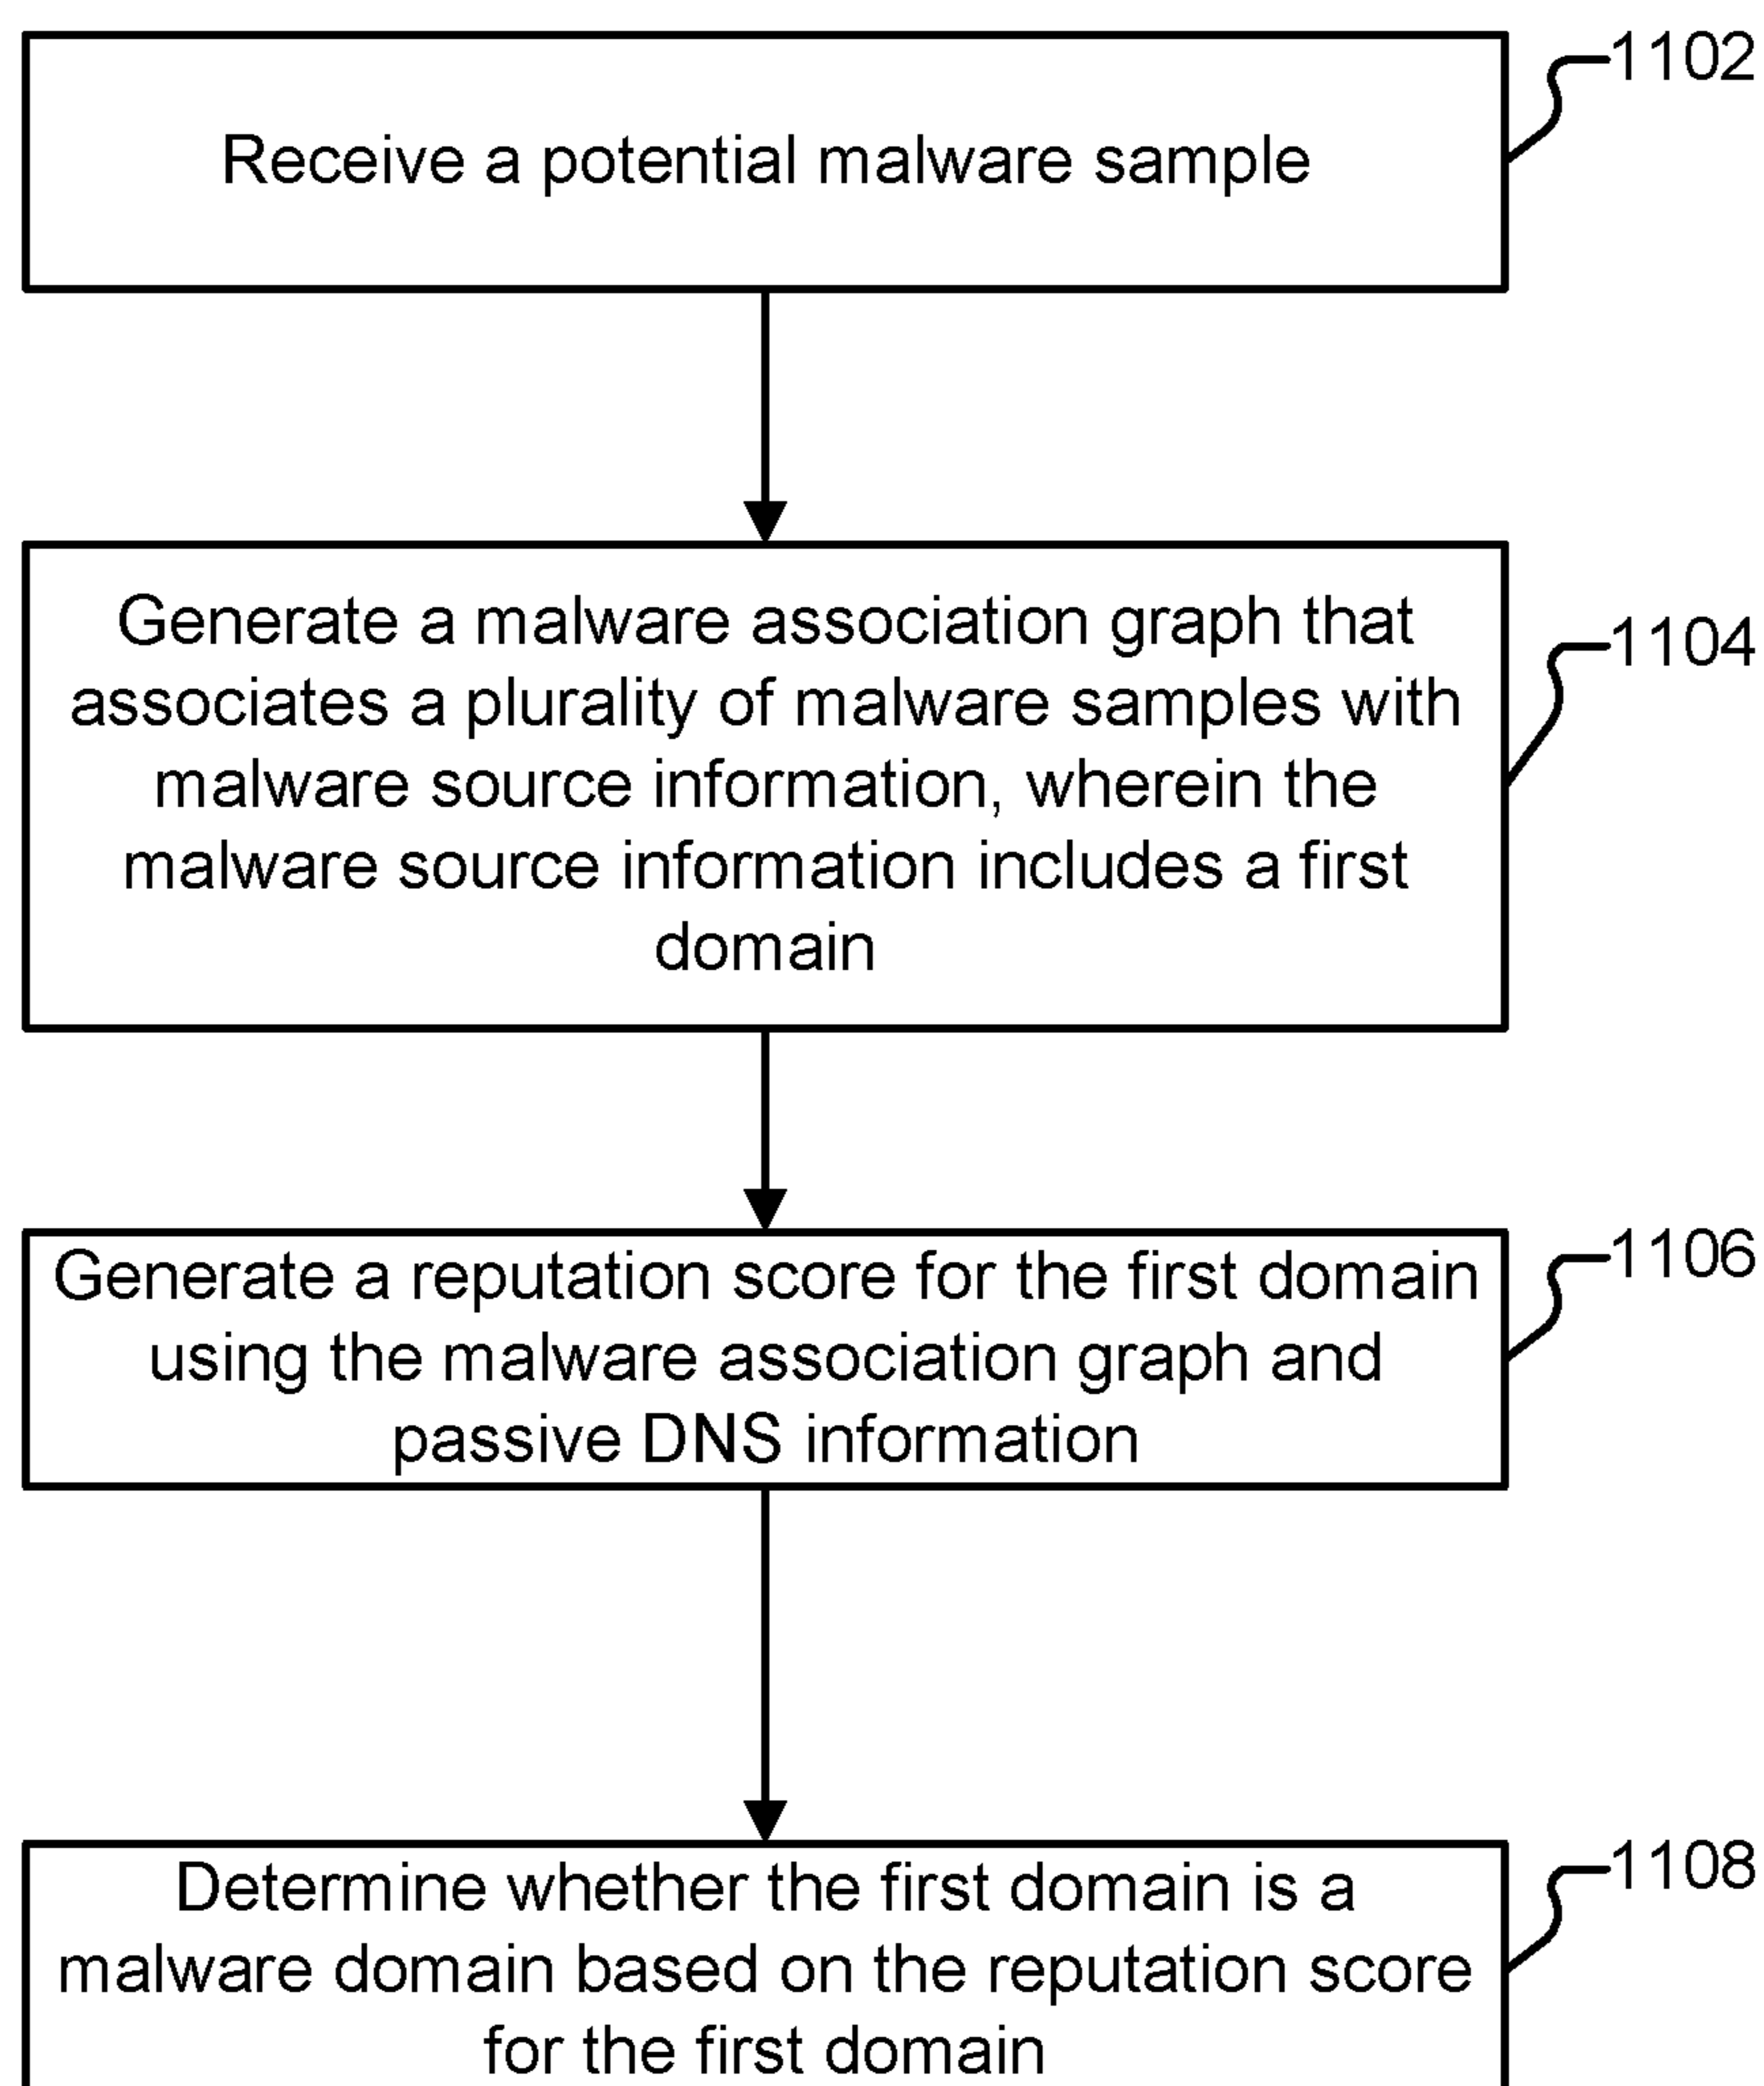 1102
Receive a potential malware sample
Generate a malware association graph that
1104
associates a plurality of malware samples with
malware source information, wherein the
malware source information includes a first
domain
1106
Generate a reputation score for the first domain
using the malware association graph and
passive DNS information
1108
Determine whether the first domain is a
malware domain based on the reputation score
for the first domain